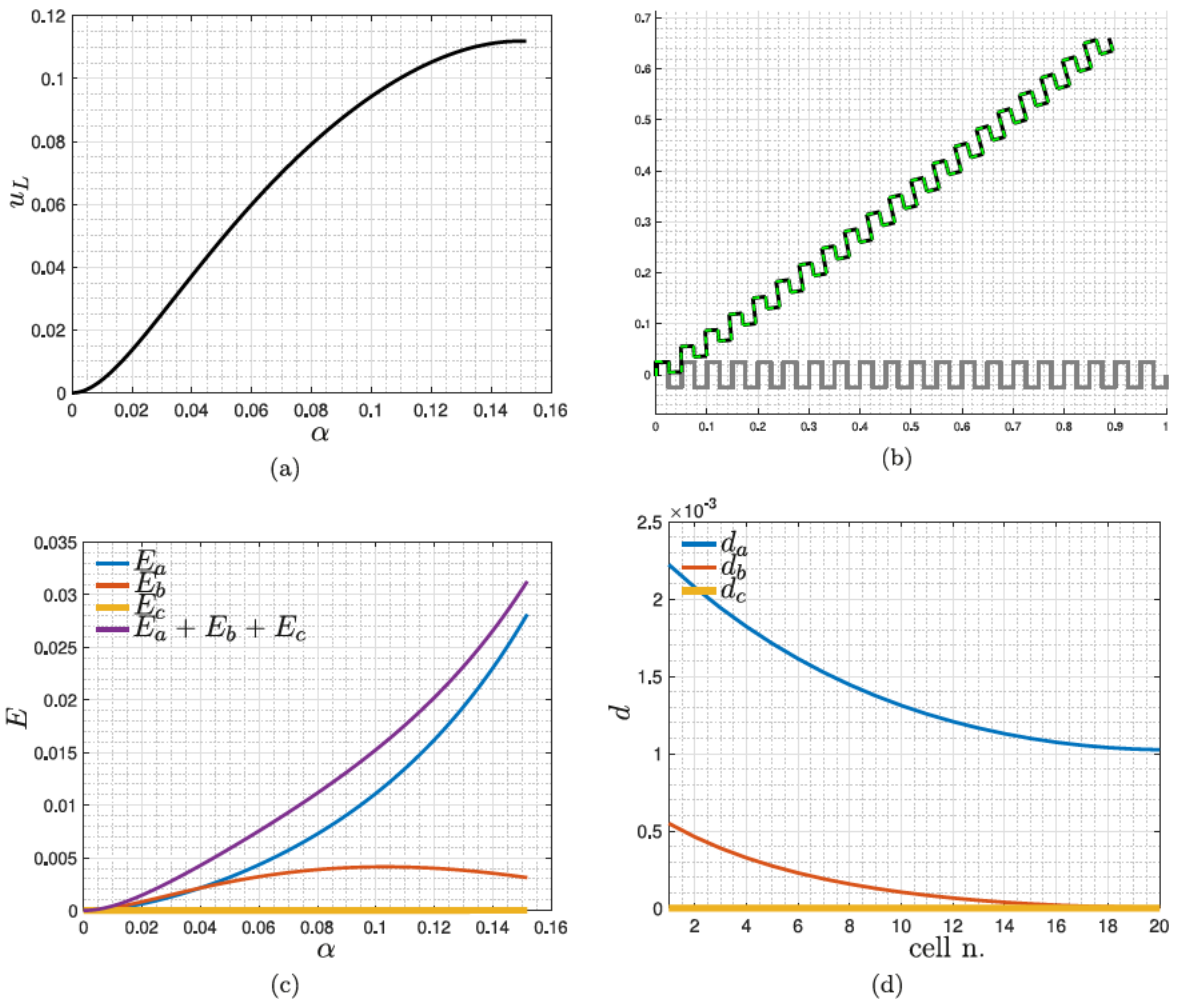 0.12
0.1
0.08
0.06
0.04
0.02
0
u_L
0 0.02 0.04 0.06 0.08 0.1 0.12 0.14 0.16
α
(a)
0.7
0.6
0.5
0.4
0.3
0.2
0.1
0
0 0.1 0.2 0.3 0.4 0.5 0.6 0.7 0.8 0.9 1
(b)
0.035
0.03
0.025
0.02
0.015
0.01
0.005
0
E
E_a
E_b
E_c
E_a + E_b + E_c
0 0.02 0.04 0.06 0.08 0.1 0.12 0.14 0.16
α
(c)
×10^-3
2.5
2
1.5
1
0.5
0
d
d_a
d_b
d_c
2 4 6 8 10 12 14 16 18 20
cell n.
(d)